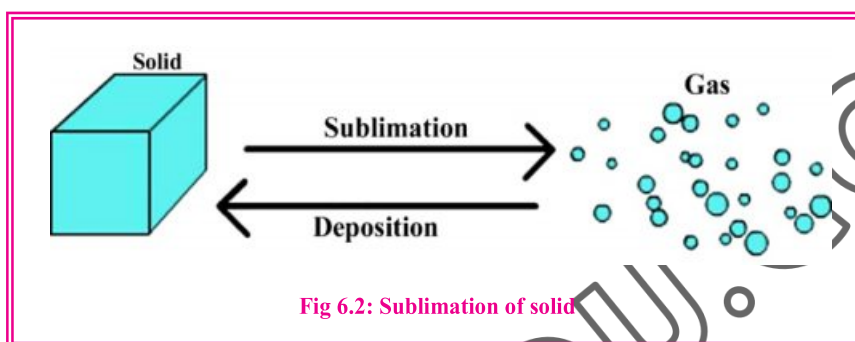 Solid
Gas
Sublimation
Deposition
Fig 6.2: Sublimation of solid